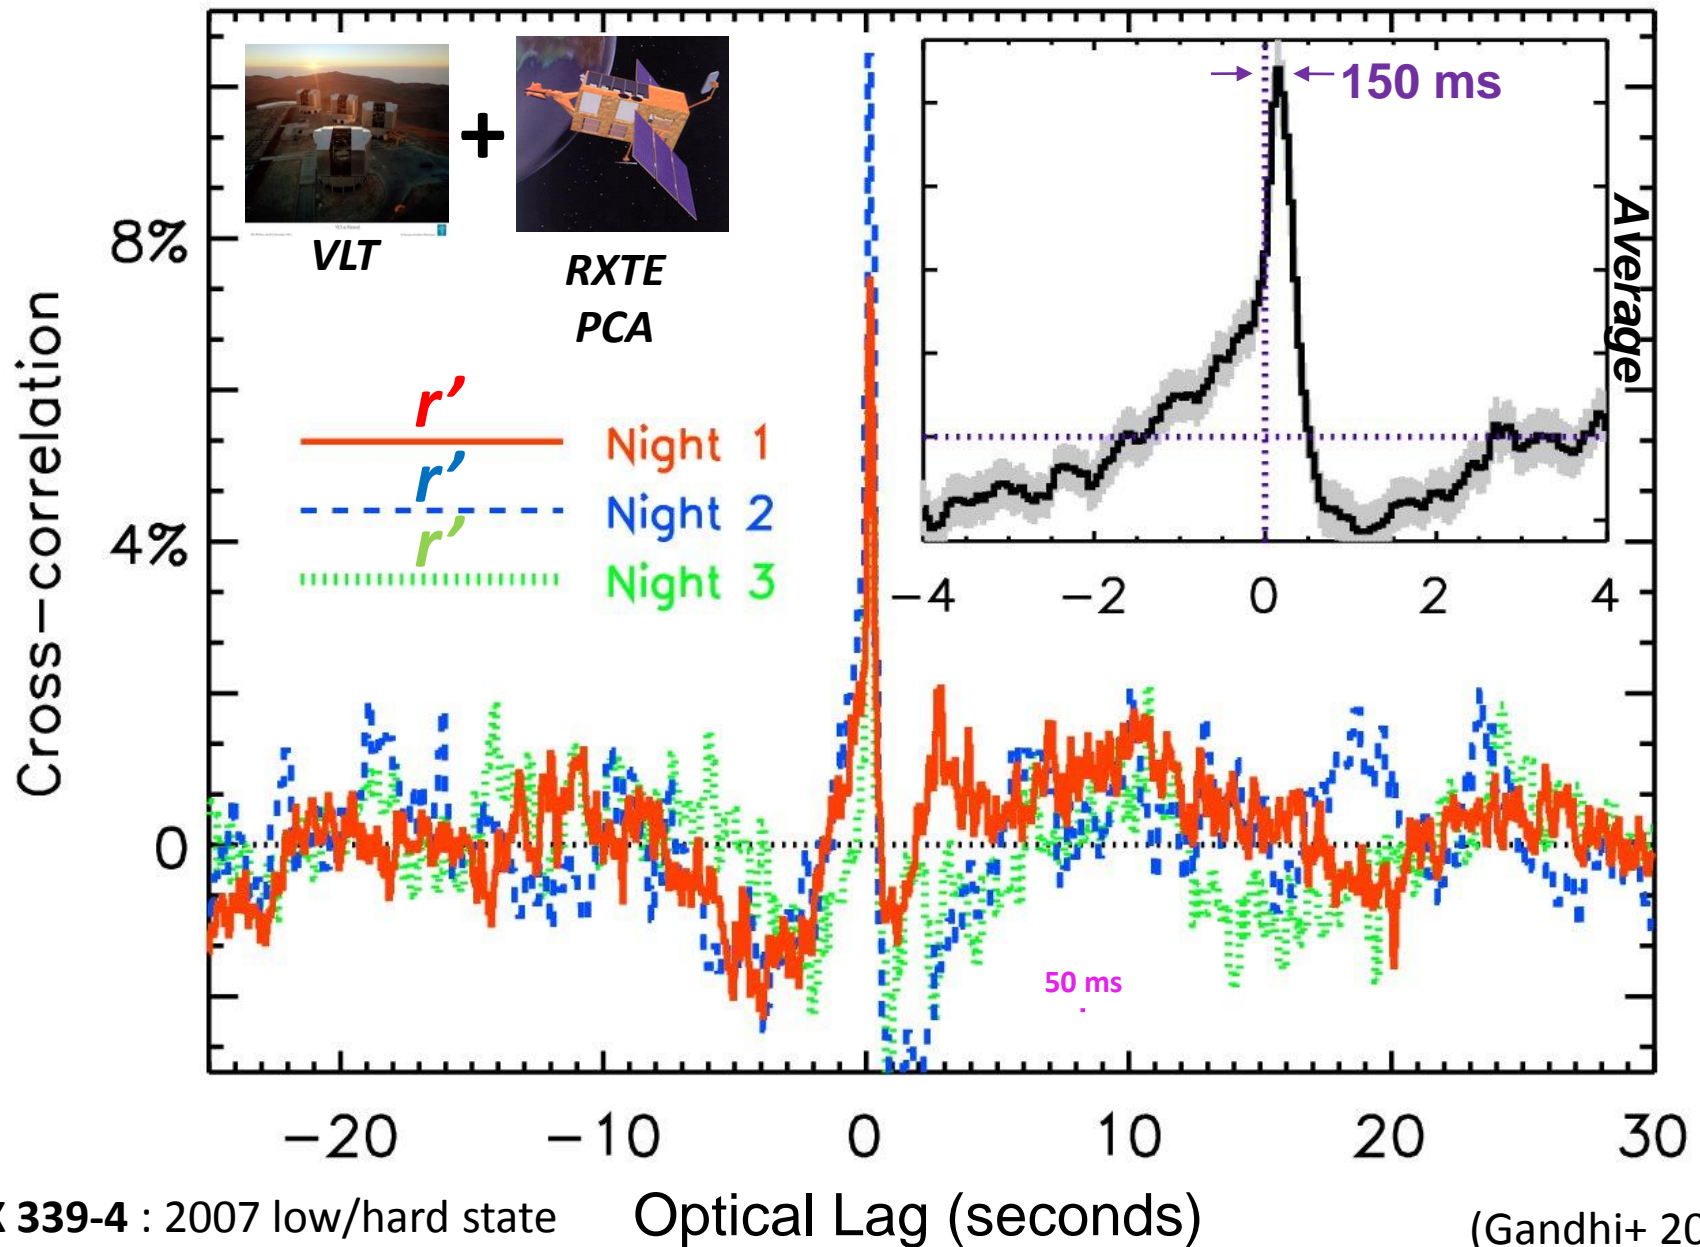 VLT
+
RXTE
PCA
150 ms
Average
8%
4%
0
Cross-correlation
r’
Night 1
r’
Night 2
r’
Night 3
−4 −2 0 2 4
50 ms
−20 −10 0 10 20 30
X 339-4 : 2007 low/hard state
Optical Lag (seconds)
(Gandhi+ 20